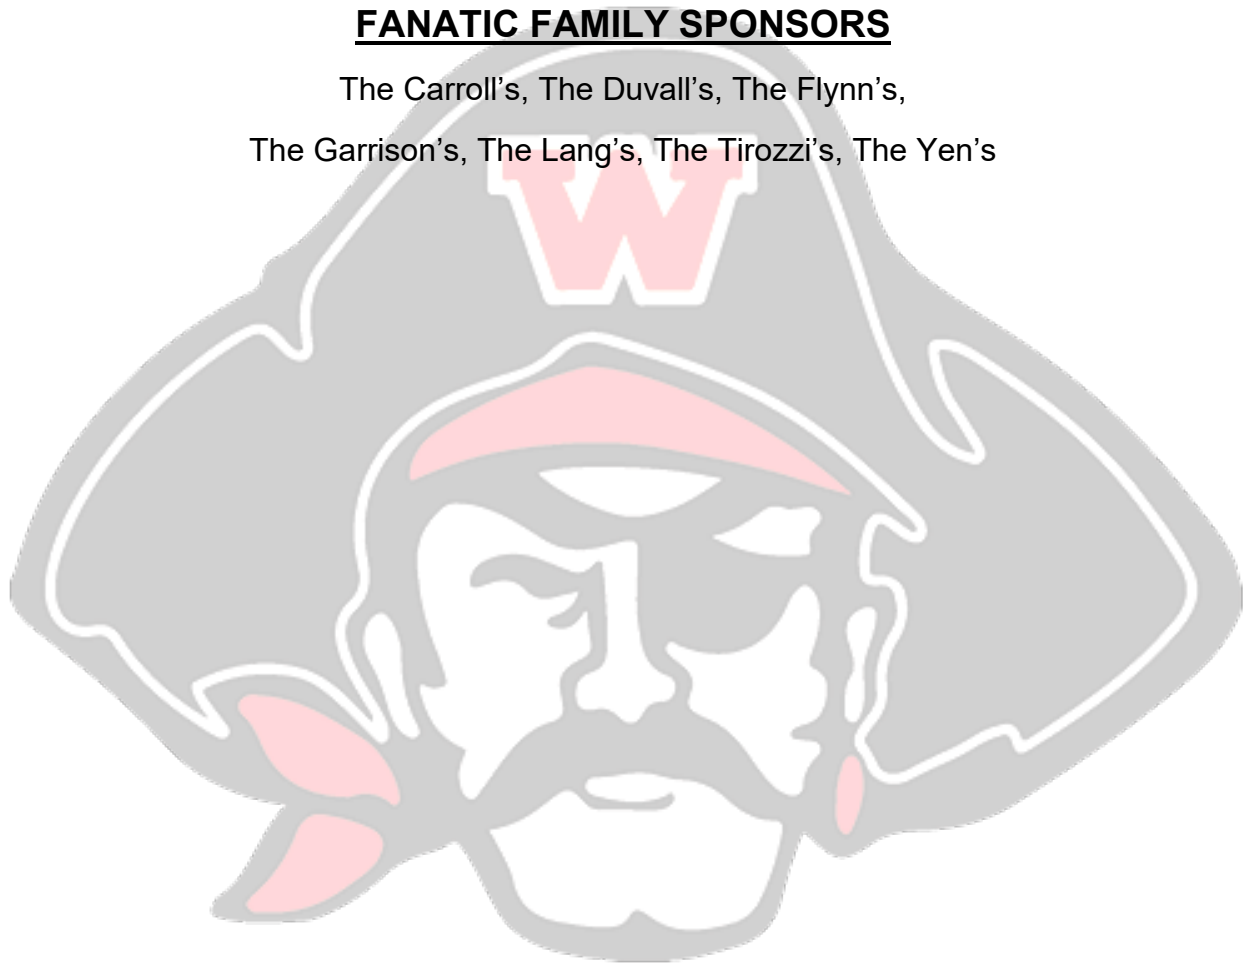 FANATIC FAMILY SPONSORS
The Carroll’s, The Duvall’s, The Flynn’s,
The Garrison’s, The Lang’s, The Tirozzi’s, The Yen’s
W